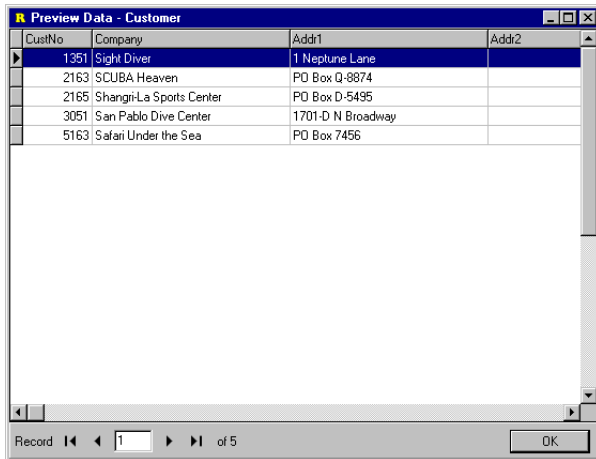 R Preview Data - Customer
CustNo Company Addr1 Addr2
1351 Sight Diver 1 Neptune Lane
2163 SCUBA Heaven PO Box Q-8874
2165 Shangri-La Sports Center PO Box D-5495
3051 San Pablo Dive Center 1701-D N Broadway
5163 Safari Under the Sea PO Box 7456
Record 1 of 5 OK